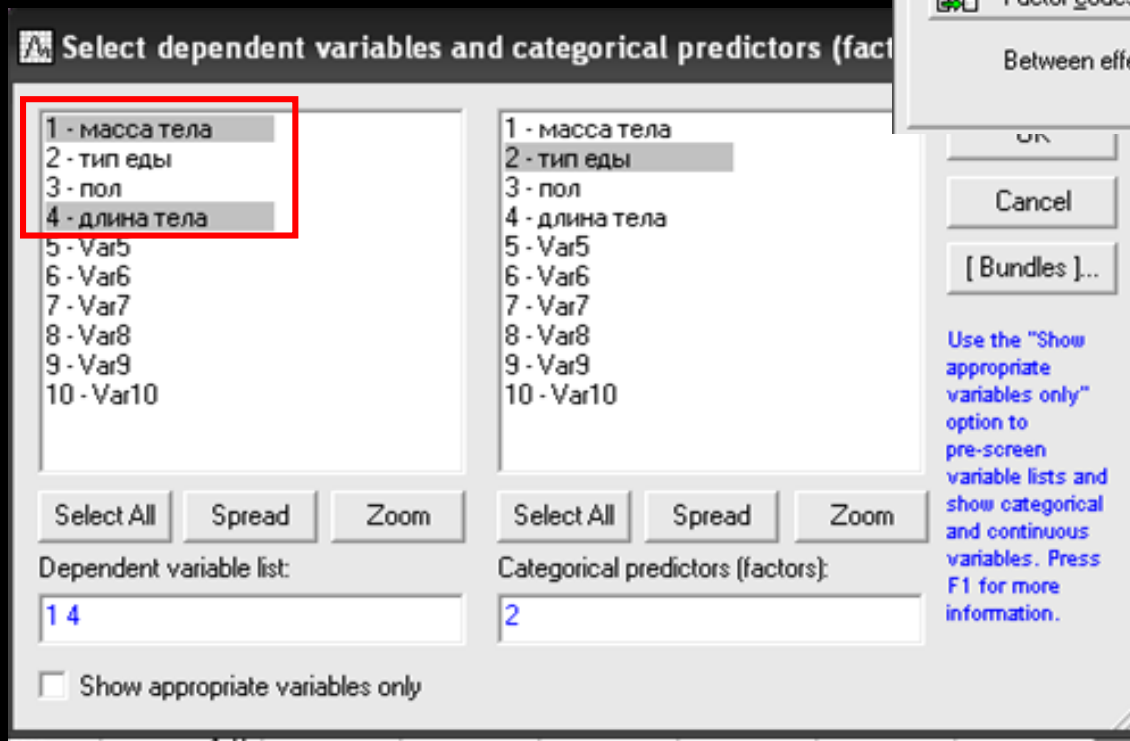 Select dependent variables and categorical predictors
Between
1 - масса тела
2 - тип еды
3 - пол
4 - длина тела
5 - Var5
6 - Var6
7 - Var7
8 - Var8
9 - Var9
10 - Var10
Select All
Spread
Zoom
Dependent variable list:
1 4
Show appropriate variables only
1 - масса тела
2 - тип еды
3 - пол
4 - длина тела
5 - Var5
6 - Var6
7 - Var7
8 - Var8
9 - Var9
10 - Var10
Select All
Spread
Zoom
Categorical predictors (factors):
2
Cancel
[ Bundles ]...
Use the "Show
appropriate
variables only"
option to
pre-screen
variable lists and
show categorical
and continuous
variables. Press
F1 for more
information.